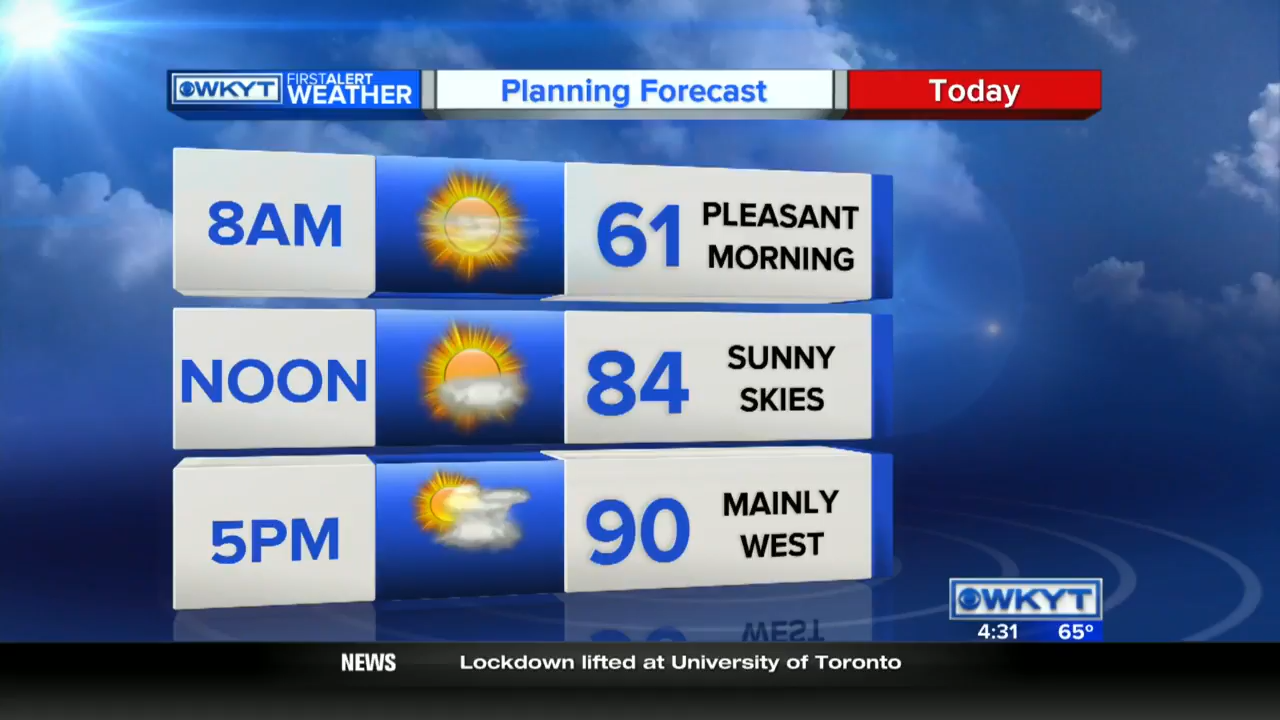 WKYT FIRST ALERT WEATHER
Planning Forecast
Today
8AM
61
PLEASANT
MORNING
NOON
84
SUNNY
SKIES
5PM
90
MAINLY
WEST
WKYT
4:31 65°
NEWS Lockdown lifted at University of Toronto